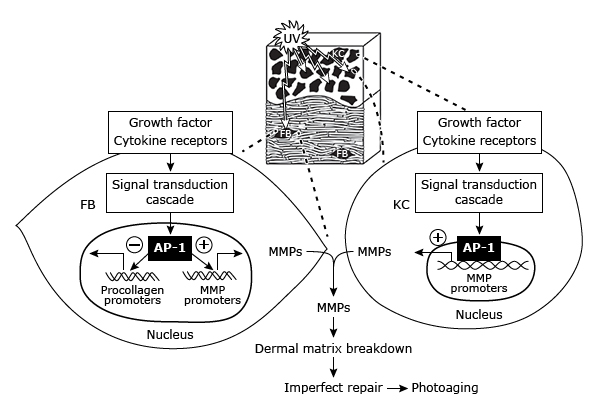 UV
KC
FB
FB
Growth factor
Cytokine receptors
Signal transduction
cascade
FB
AP-1
−
+
Procollagen
promoters
MMP
promoters
Nucleus
Growth factor
Cytokine receptors
Signal transduction
cascade
KC
AP-1
+
MMP
promoters
Nucleus
MMPs
MMPs
MMPs
Dermal matrix breakdown
Imperfect repair
Photoaging